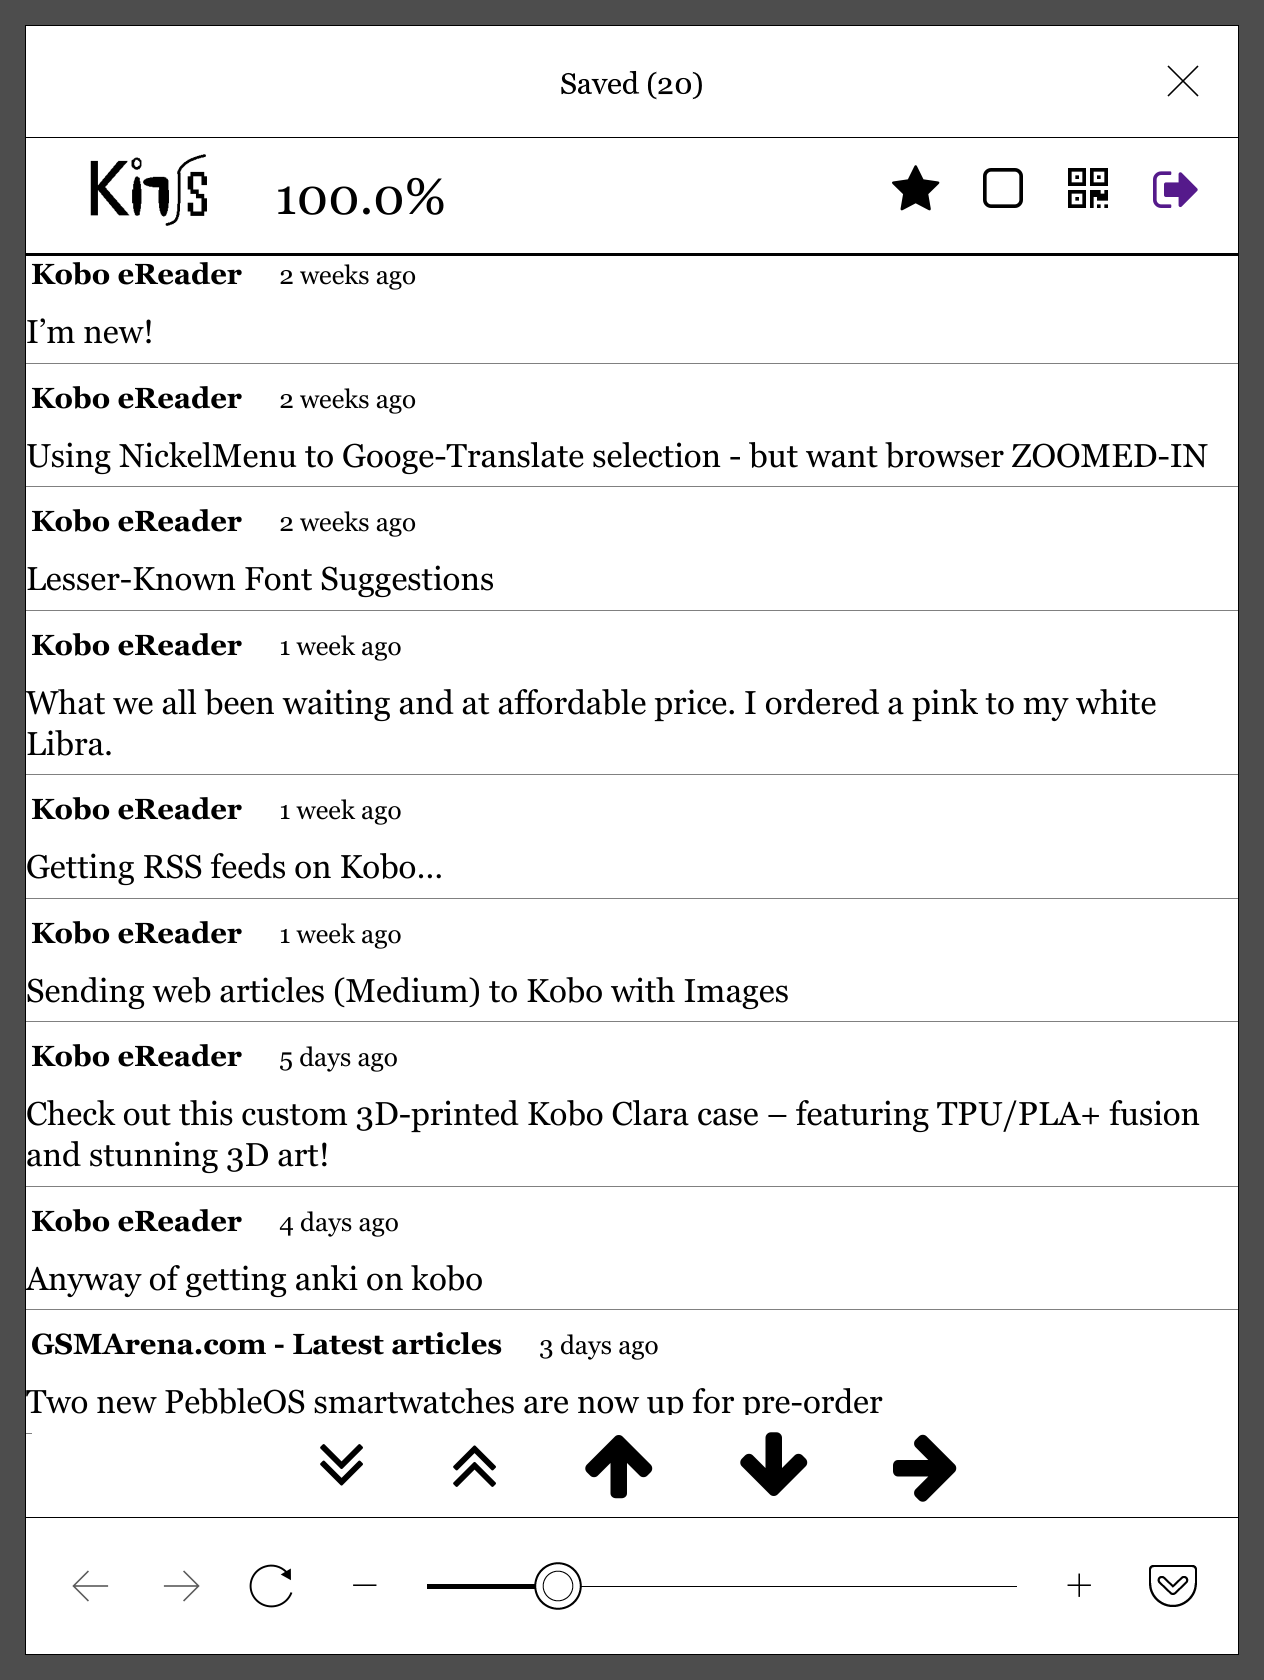 Saved (20)
Kins 100.0%
Kobo eReader 2 weeks ago
I’m new!
Kobo eReader 2 weeks ago
Using NickelMenu to Googe-Translate selection - but want browser ZOOMED-IN
Kobo eReader 2 weeks ago
Lesser-Known Font Suggestions
Kobo eReader 1 week ago
What we all been waiting and at affordable price. I ordered a pink to my white
Libra.
Kobo eReader 1 week ago
Getting RSS feeds on Kobo...
Kobo eReader 1 week ago
Sending web articles (Medium) to Kobo with Images
Kobo eReader 5 days ago
Check out this custom 3D-printed Kobo Clara case – featuring TPU/PLA+ fusion
and stunning 3D art!
Kobo eReader 4 days ago
Anyway of getting anki on kobo
GSMArena.com - Latest articles 3 days ago
Two new PebbleOS smartwatches are now up for pre-order